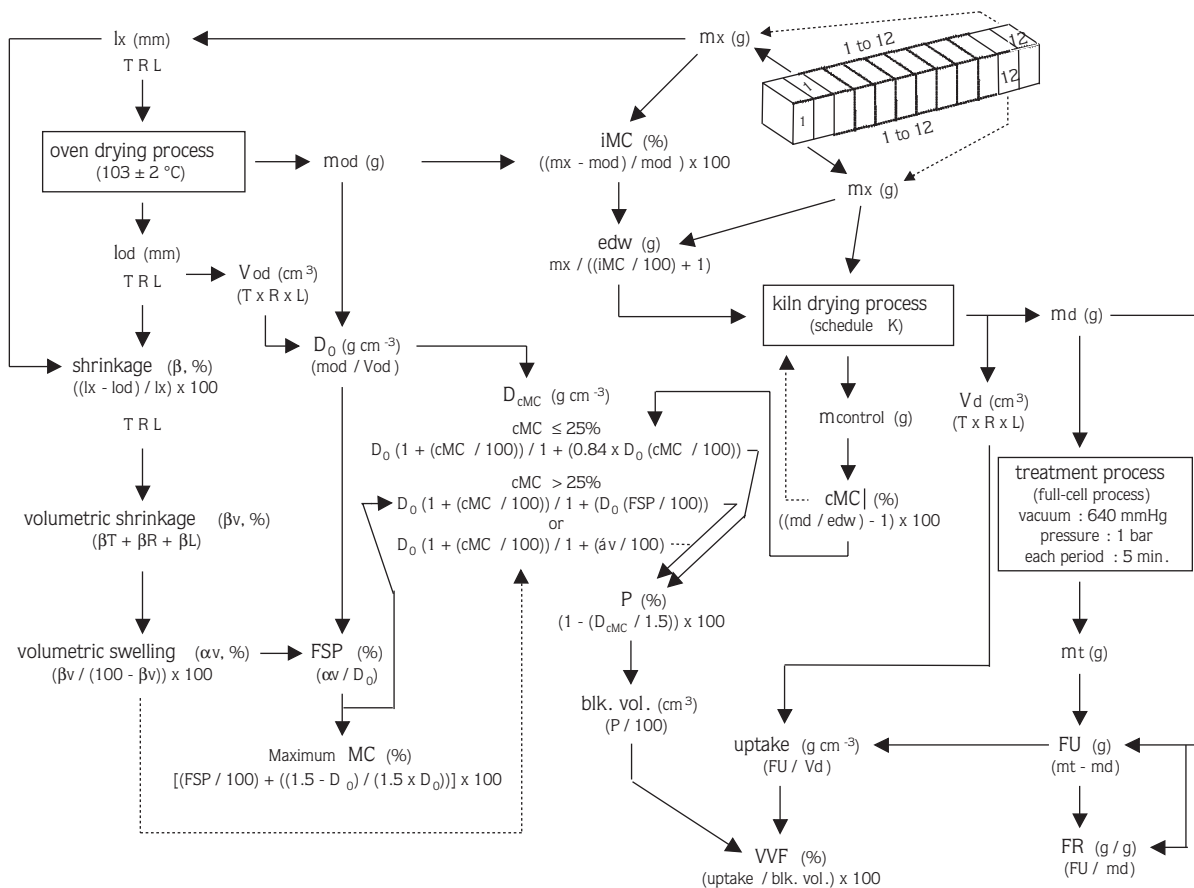 lx (mm)
T R L
mx (g)
1 to 12
12
1
12
1
1 to 12
oven drying process
(103 ± 2 °C)
mod (g)
iMC (%)
((mx - mod) / mod ) x 100
mx (g)
lod (mm)
T R L
Vod (cm³)
(T x R x L)
edw (g)
mx / ((iMC / 100) + 1)
kiln drying process
(schedule K)
md (g)
shrinkage (β, %)
((lx - lod) / lx) x 100
T R L
D₀ (g cm⁻³)
(mod / Vod)
DcMC (g cm⁻³)
cMC ≤ 25%
D₀ (1 + (cMC / 100)) / 1 + (0.84 x D₀ (cMC / 100))
cMC > 25%
D₀ (1 + (cMC / 100)) / 1 + (D₀ (FSP / 100))
or
D₀ (1 + (cMC / 100)) / 1 + (áv / 100)
mcontrol (g)
Vd (cm³)
(T x R x L)
cMC| (%)
((md / edw) - 1) x 100
treatment process
(full-cell process)
vacuum : 640 mmHg
pressure : 1 bar
each period : 5 min.
volumetric shrinkage (βv, %)
(βT + βR + βL)
P (%)
(1 - (DcMC / 1.5)) x 100
volumetric swelling (αv, %)
(βv / (100 - βv)) x 100
FSP (%)
(αv / D₀)
mt (g)
blk. vol. (cm³)
(P / 100)
Maximum MC (%)
[(FSP / 100) + ((1.5 - D₀) / (1.5 x D₀))] x 100
uptake (g cm⁻³)
(FU / Vd)
FU (g)
(mt - md)
VVF (%)
(uptake / blk. vol.) x 100
FR (g / g)
(FU / md)